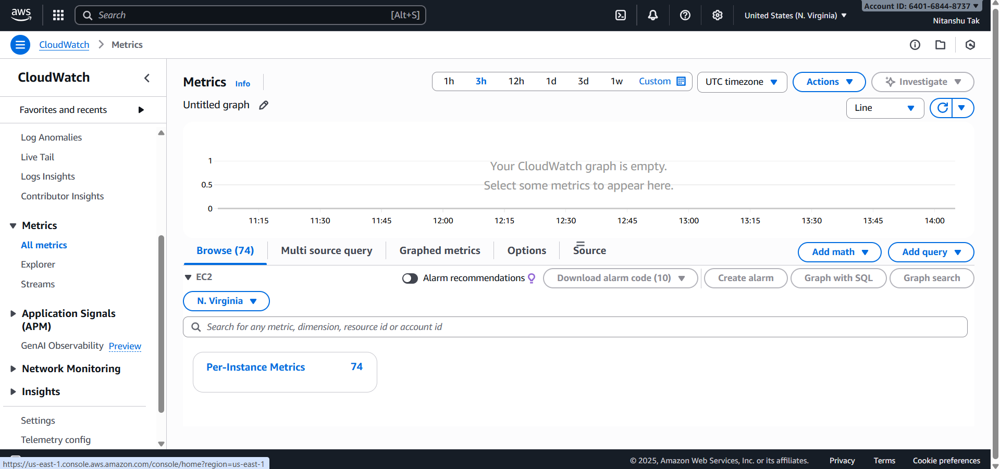 aws
Search
[Alt+S]
United States (N. Virginia)
Account ID: 6401-6844-8737
Nitanshu Tak
CloudWatch
Metrics
CloudWatch
Favorites and recents
Log Anomalies
Live Tail
Logs Insights
Contributor Insights
Metrics
All metrics
Explorer
Streams
Application Signals
(APM)
GenAI Observability Preview
Network Monitoring
Insights
Settings
Telemetry config
Metrics Info
1h 3h 12h 1d 3d 1w Custom
UTC timezone
Actions
Investigate
Untitled graph
Line
1
0.5
0
Your CloudWatch graph is empty.
Select some metrics to appear here.
11:15 11:30 11:45 12:00 12:15 12:30 12:45 13:00 13:15 13:30 13:45 14:00
Browse (74)
Multi source query
Graphed metrics
Options
Source
Add math
Add query
EC2
Alarm recommendations
Download alarm code (10)
Create alarm
Graph with SQL
Graph search
N. Virginia
Search for any metric, dimension, resource id or account id
Per-Instance Metrics 74
https://us-east-1.console.aws.amazon.com/console/home?region=us-east-1
© 2025, Amazon Web Services, Inc. or its affiliates.
Privacy
Terms
Cookie preferences